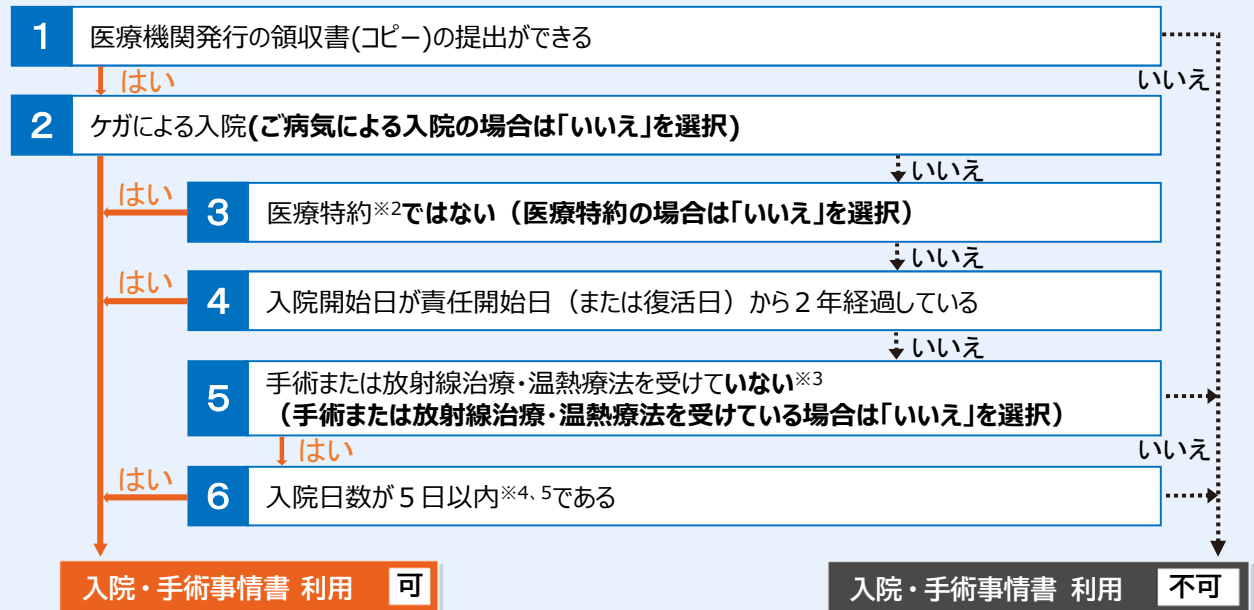 1 医療機関発行の領収書(コピー)の提出ができる
はい
いいえ
2 ケガによる入院(ご病気による入院の場合は「いいえ」を選択)
いいえ
はい
3 医療特約※2ではない（医療特約の場合は「いいえ」を選択）
いいえ
はい
4 入院開始日が責任開始日（または復活日）から２年経過している
いいえ
5 手術または放射線治療・温熱療法を受けていない※3
（手術または放射線治療・温熱療法を受けている場合は「いいえ」を選択）
はい
いいえ
はい
6 入院日数が５日以内※4、5である
入院・手術事情書 利用 可
入院・手術事情書 利用 不可